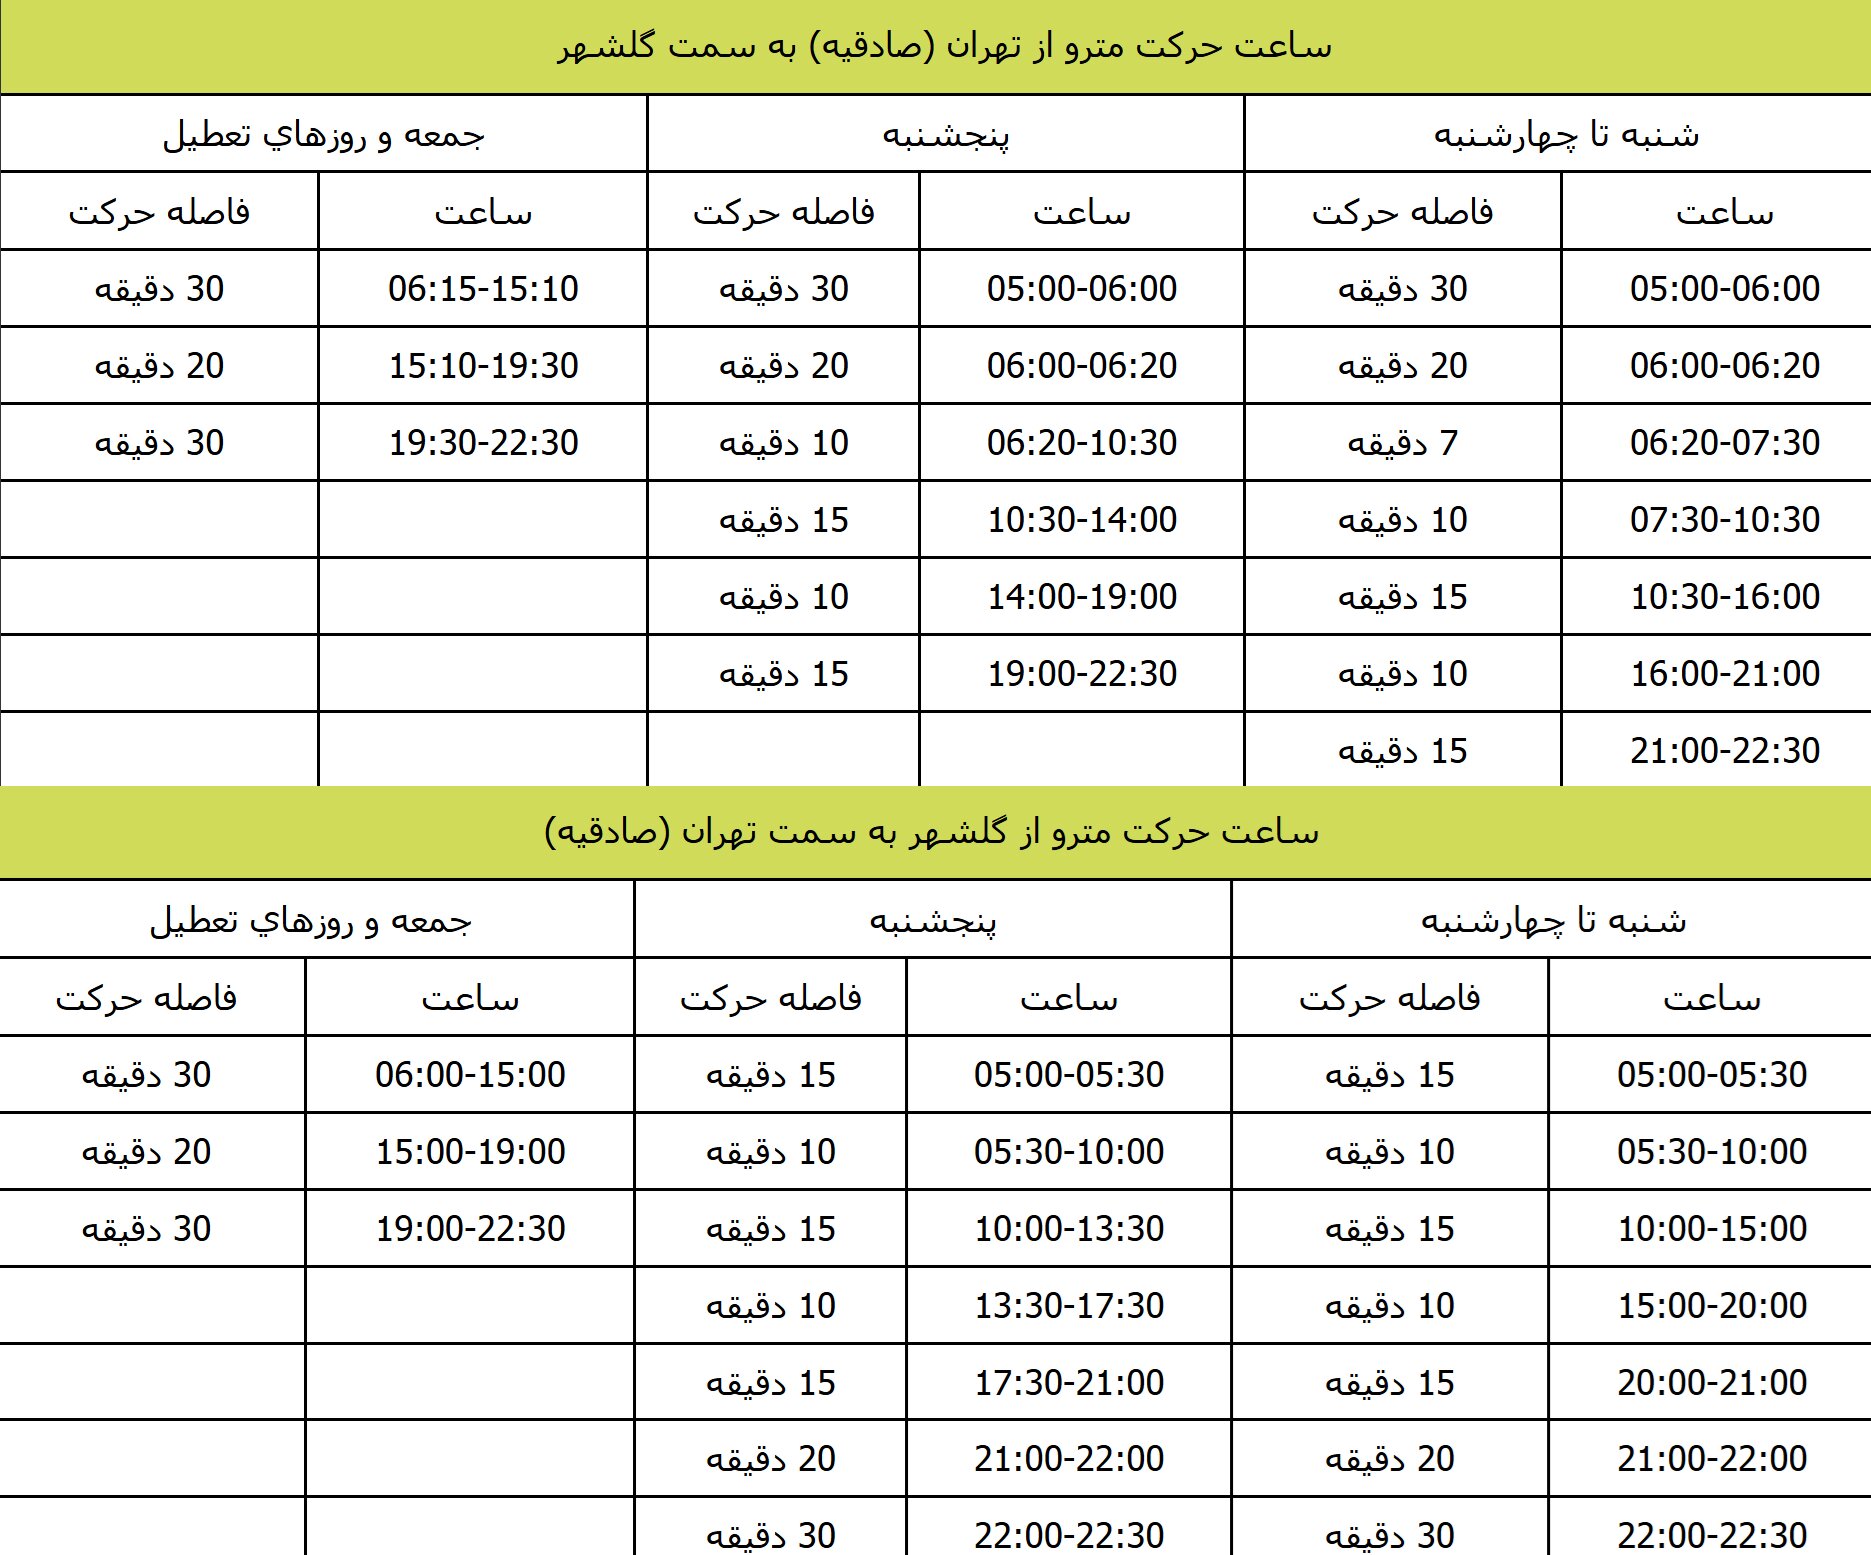 ساعت حرکت مترو از تهران (صادقیه) به سمت گلشهر
شنبه تا چهارشنبه پنجشنبه جمعه و روزهاي تعطیل
ساعت فاصله حرکت ساعت فاصله حرکت ساعت فاصله حرکت
05:00-06:00 30 دقیقه 05:00-06:00 30 دقیقه 06:15-15:10 30 دقیقه
06:00-06:20 20 دقیقه 06:00-06:20 20 دقیقه 15:10-19:30 20 دقیقه
06:20-07:30 7 دقیقه 06:20-10:30 10 دقیقه 19:30-22:30 30 دقیقه
07:30-10:30 10 دقیقه 10:30-14:00 15 دقیقه
10:30-16:00 15 دقیقه 14:00-19:00 10 دقیقه
16:00-21:00 10 دقیقه 19:00-22:30 15 دقیقه
21:00-22:30 15 دقیقه
ساعت حرکت مترو از گلشهر به سمت تهران (صادقیه)
شنبه تا چهارشنبه پنجشنبه جمعه و روزهاي تعطیل
ساعت فاصله حرکت ساعت فاصله حرکت ساعت فاصله حرکت
05:00-05:30 15 دقیقه 05:00-05:30 15 دقیقه 06:00-15:00 30 دقیقه
05:30-10:00 10 دقیقه 05:30-10:00 10 دقیقه 15:00-19:00 20 دقیقه
10:00-15:00 15 دقیقه 10:00-13:30 15 دقیقه 19:00-22:30 30 دقیقه
15:00-20:00 10 دقیقه 13:30-17:30 10 دقیقه
20:00-21:00 15 دقیقه 17:30-21:00 15 دقیقه
21:00-22:00 20 دقیقه 21:00-22:00 20 دقیقه
22:00-22:30 30 دقیقه 22:00-22:30 30 دقیقه